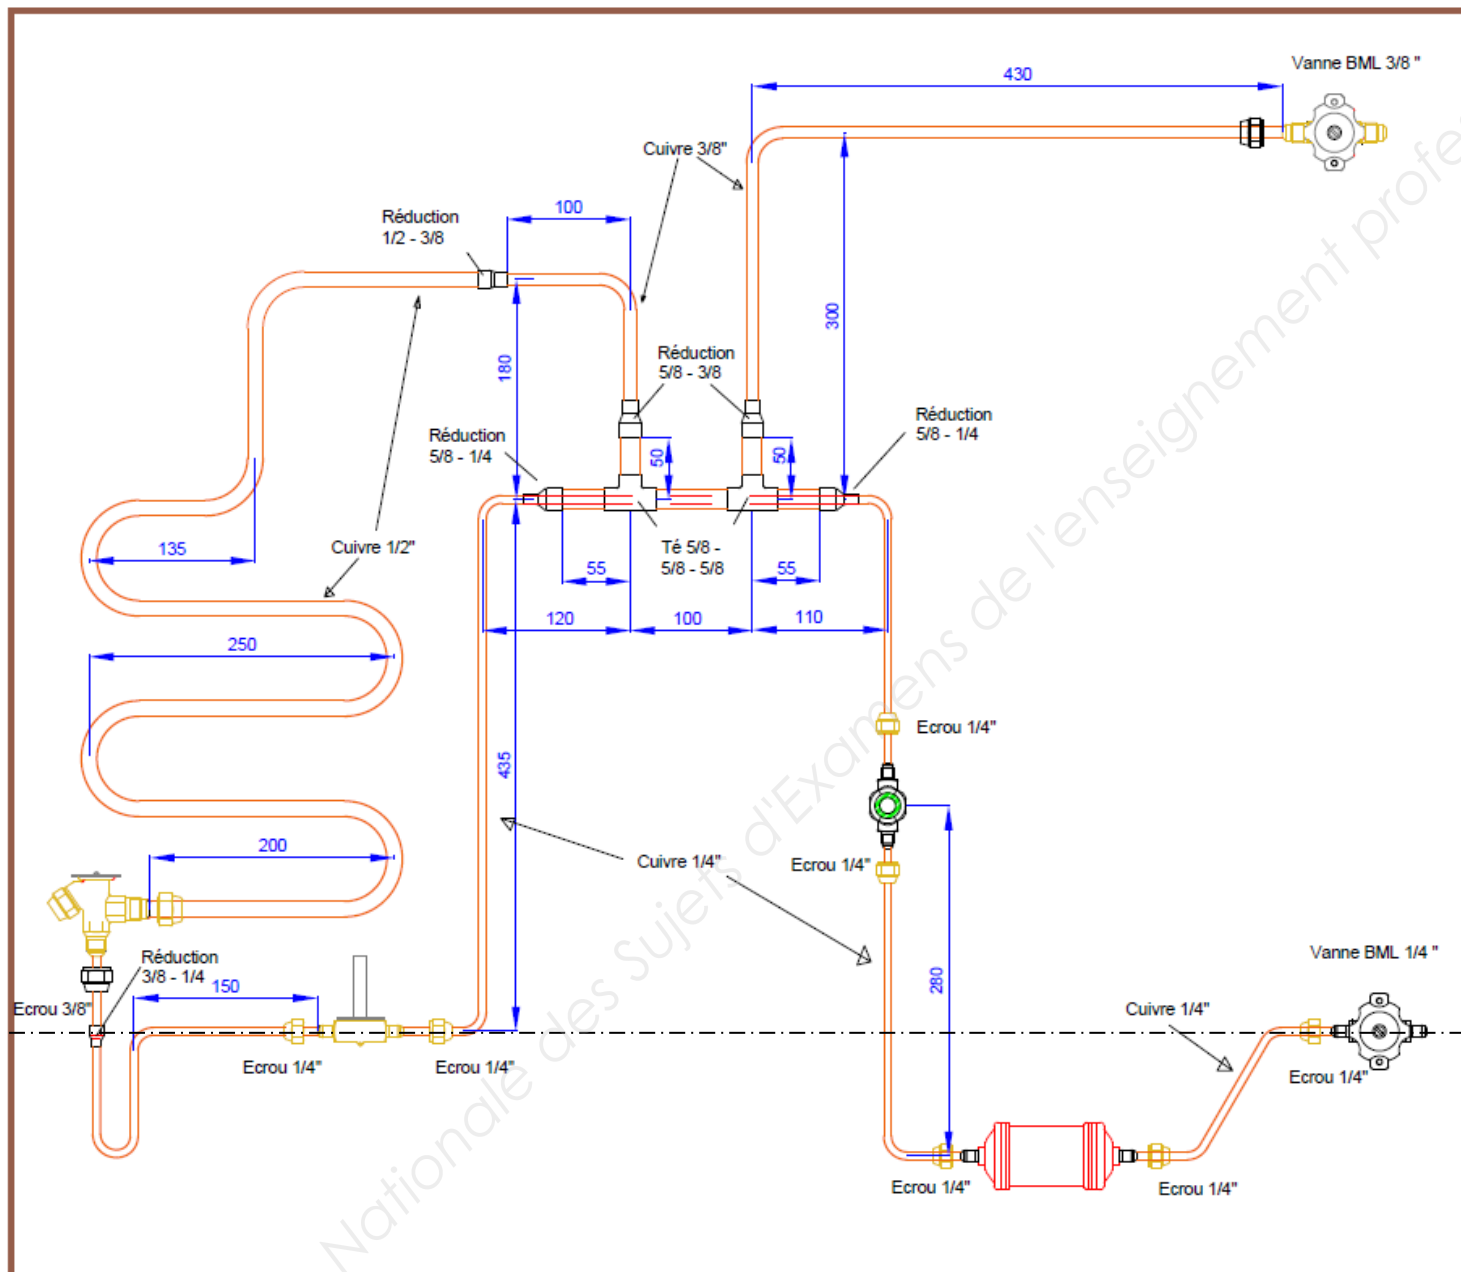 430
Vanne BML 3/8 "
Cuivre 3/8"
Réduction
1/2 - 3/8
100
300
180
Réduction
5/8 - 3/8
Réduction
5/8 - 1/4
Réduction
5/8 - 1/4
50
50
135
Cuivre 1/2"
Té 5/8 -
5/8 - 5/8
55
55
120
100
110
250
Ecrou 1/4"
435
200
Cuivre 1/4"
Ecrou 1/4"
Réduction
3/8 - 1/4
150
280
Vanne BML 1/4 "
Ecrou 3/8"
Cuivre 1/4"
Ecrou 1/4"
Ecrou 1/4"
Ecrou 1/4"
Ecrou 1/4"
Ecrou 1/4"
Nationale des Sujets d'Examens de l'enseignement profe